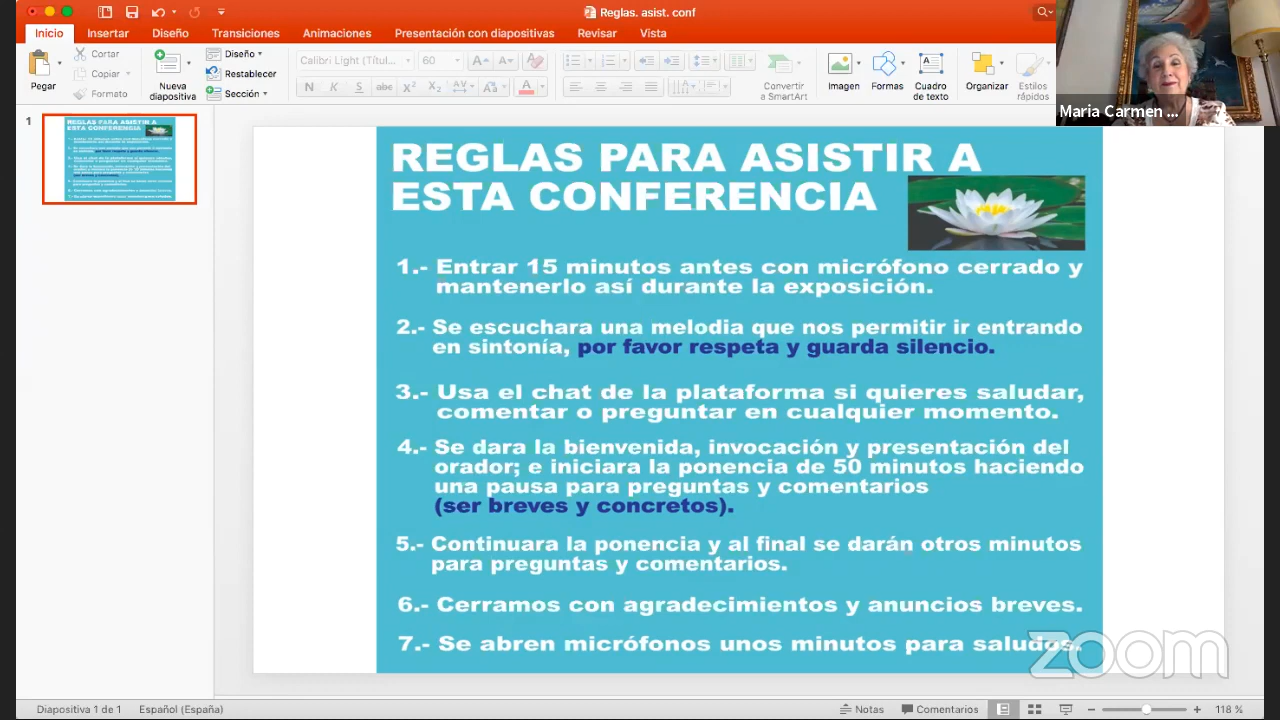 Reglas. asist. conf
Inicio Insertar Diseño Transiciones Animaciones Presentación con diapositivas Revisar Vista
Pegar
Cortar
Copiar
Formato
Nueva
diapositiva
Diseño
Restablecer
Sección
Calibri Light (Títul... 60
N K S abc X² X₂
Convertir
a SmartArt
Imagen
Formas
Cuadro
de texto
Organizar
Estilos
rápidos
Maria Carmen ...
1
REGLAS PARA ASISTIR A
ESTA CONFERENCIA
1.- Entrar 15 minutos antes con micrófono cerrado y
mantenerlo así durante la exposición.
2.- Se escuchara una melodia que nos permitir ir entrando
en sintonía, por favor respeta y guarda silencio.
3.- Usa el chat de la plataforma si quieres saludar,
comentar o preguntar en cualquier momento.
4.- Se dara la bienvenida, invocación y presentación del
orador; e iniciara la ponencia de 50 minutos haciendo
una pausa para preguntas y comentarios
(ser breves y concretos).
5.- Continuara la ponencia y al final se darán otros minutos
para preguntas y comentarios.
6.- Cerramos con agradecimientos y anuncios breves.
7.- Se abren micrófonos unos minutos para saludos.
zoom
Diapositiva 1 de 1 Español (España) Notas Comentarios 118 %